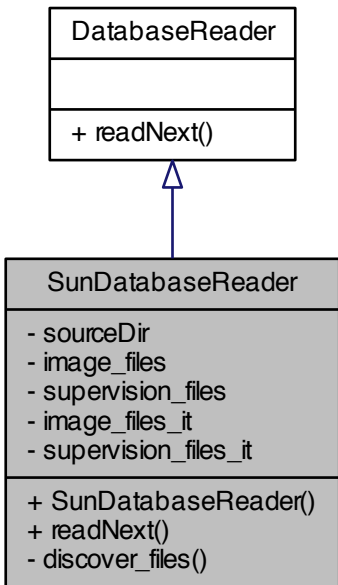 DatabaseReader
+ readNext()
SunDatabaseReader
- sourceDir
- image_files
- supervision_files
- image_files_it
- supervision_files_it
+ SunDatabaseReader()
+ readNext()
- discover_files()